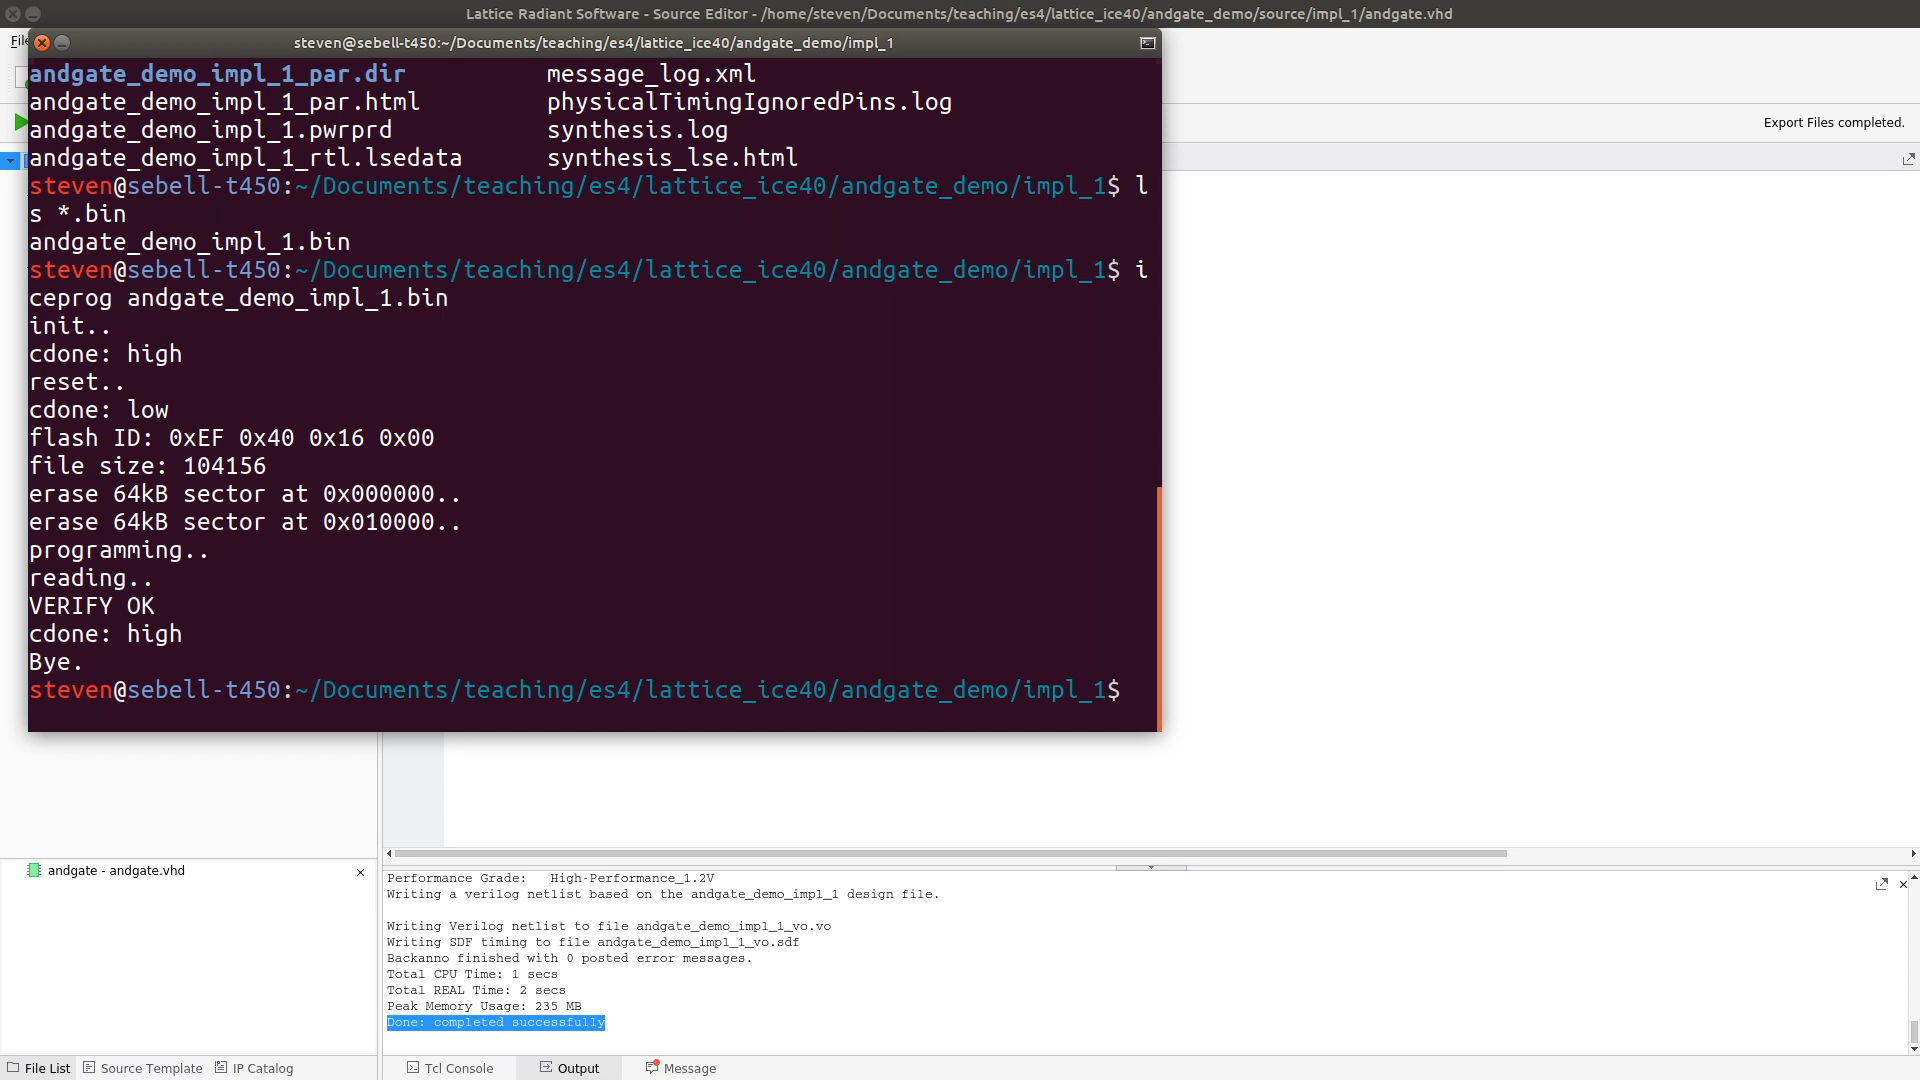 Lattice Radiant Software - Source Editor - /home/steven/Documents/teaching/es4/lattice_ice40/andgate_demo/source/impl_1/andgate.vhd
steven@sebell-t450:~/Documents/teaching/es4/lattice_ice40/andgate_demo/impl_1
andgate_demo_impl_1_par.dir message_log.xml
andgate_demo_impl_1_par.html physicalTimingIgnoredPins.log
andgate_demo_impl_1.pwrprd synthesis.log
andgate_demo_impl_1_rtl.lsedata synthesis_lse.html
steven@sebell-t450:~/Documents/teaching/es4/lattice_ice40/andgate_demo/impl_1$ l
s *.bin
andgate_demo_impl_1.bin
steven@sebell-t450:~/Documents/teaching/es4/lattice_ice40/andgate_demo/impl_1$ i
ceprog andgate_demo_impl_1.bin
init..
cdone: high
reset..
cdone: low
flash ID: 0xEF 0x40 0x16 0x00
file size: 104156
erase 64kB sector at 0x000000..
erase 64kB sector at 0x010000..
programming..
reading..
VERIFY OK
cdone: high
Bye.
steven@sebell-t450:~/Documents/teaching/es4/lattice_ice40/andgate_demo/impl_1$
Export Files completed.
andgate - andgate.vhd
Performance Grade: High-Performance_1.2V
Writing a verilog netlist based on the andgate_demo_impl_1 design file.
Writing Verilog netlist to file andgate_demo_impl_1_vo.vo
Writing SDF timing to file andgate_demo_impl_1_vo.sdf
Backanno finished with 0 posted error messages.
Total CPU Time: 1 secs
Total REAL Time: 2 secs
Peak Memory Usage: 235 MB
Done: completed successfully
File List Source Template IP Catalog
Tcl Console Output Message